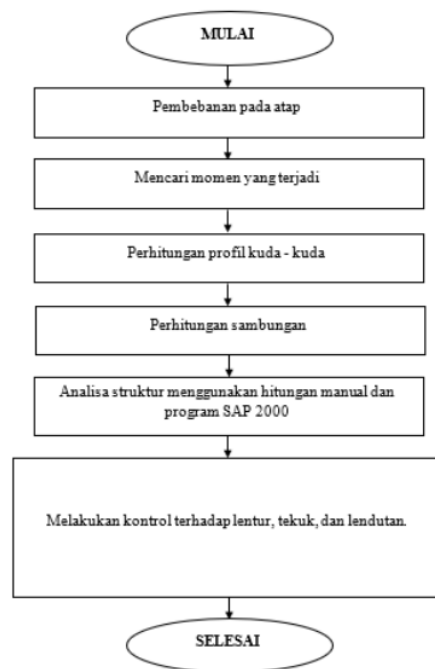 MULAI
Pembebanan pada atap
Mencari momen yang terjadi
Perhitungan profil kuda - kuda
Perhitungan sambungan
Analisa struktur menggunakan hitungan manual dan
program SAP 2000
Melakukan kontrol terhadap lentur, tekuk, dan lendutan.
SELESAI